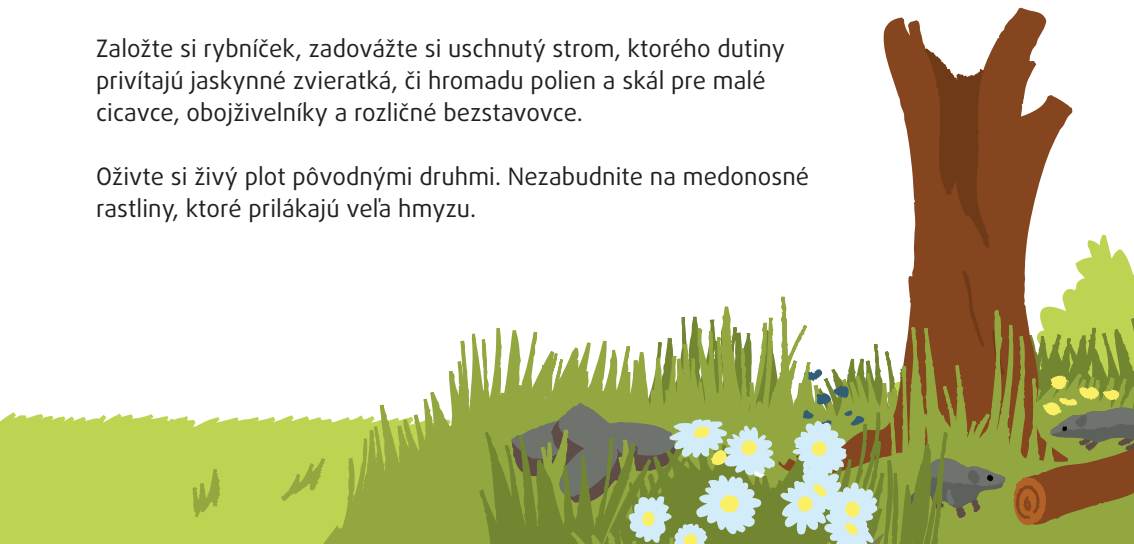 Založte si rybníček, zadovážte si uschnutý strom, ktorého dutiny
privítajú jaskynné zvieratká, či hromadu polien a skál pre malé
cicavce, obojživelníky a rozličné bezstavovce.
Oživte si živý plot pôvodnými druhmi. Nezabudnite na medonosné
rastliny, ktoré prilákajú veľa hmyzu.